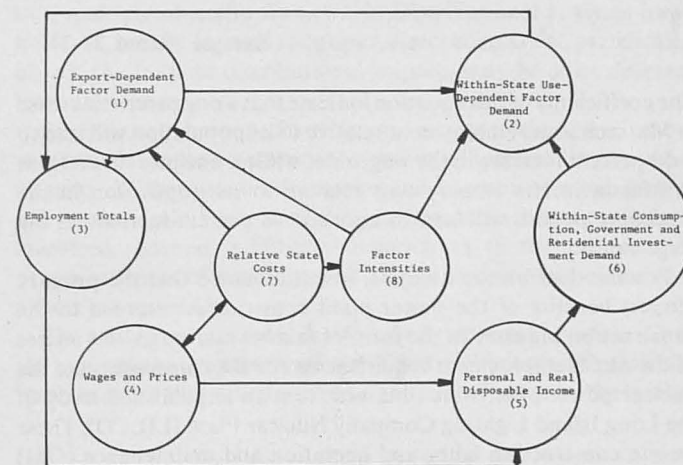 Export-Dependent
Factor Demand
(1)
Within-State Use-
Dependent Factor
Demand
(2)
Employment Totals
(3)
Within-State Consump-
tion, Government and
Residential Invest-
ment Demand
(6)
Relative State
Costs
(7)
Factor
Intensities
(8)
Wages and Prices
(4)
Personal and Real
Disposable Income
(5)